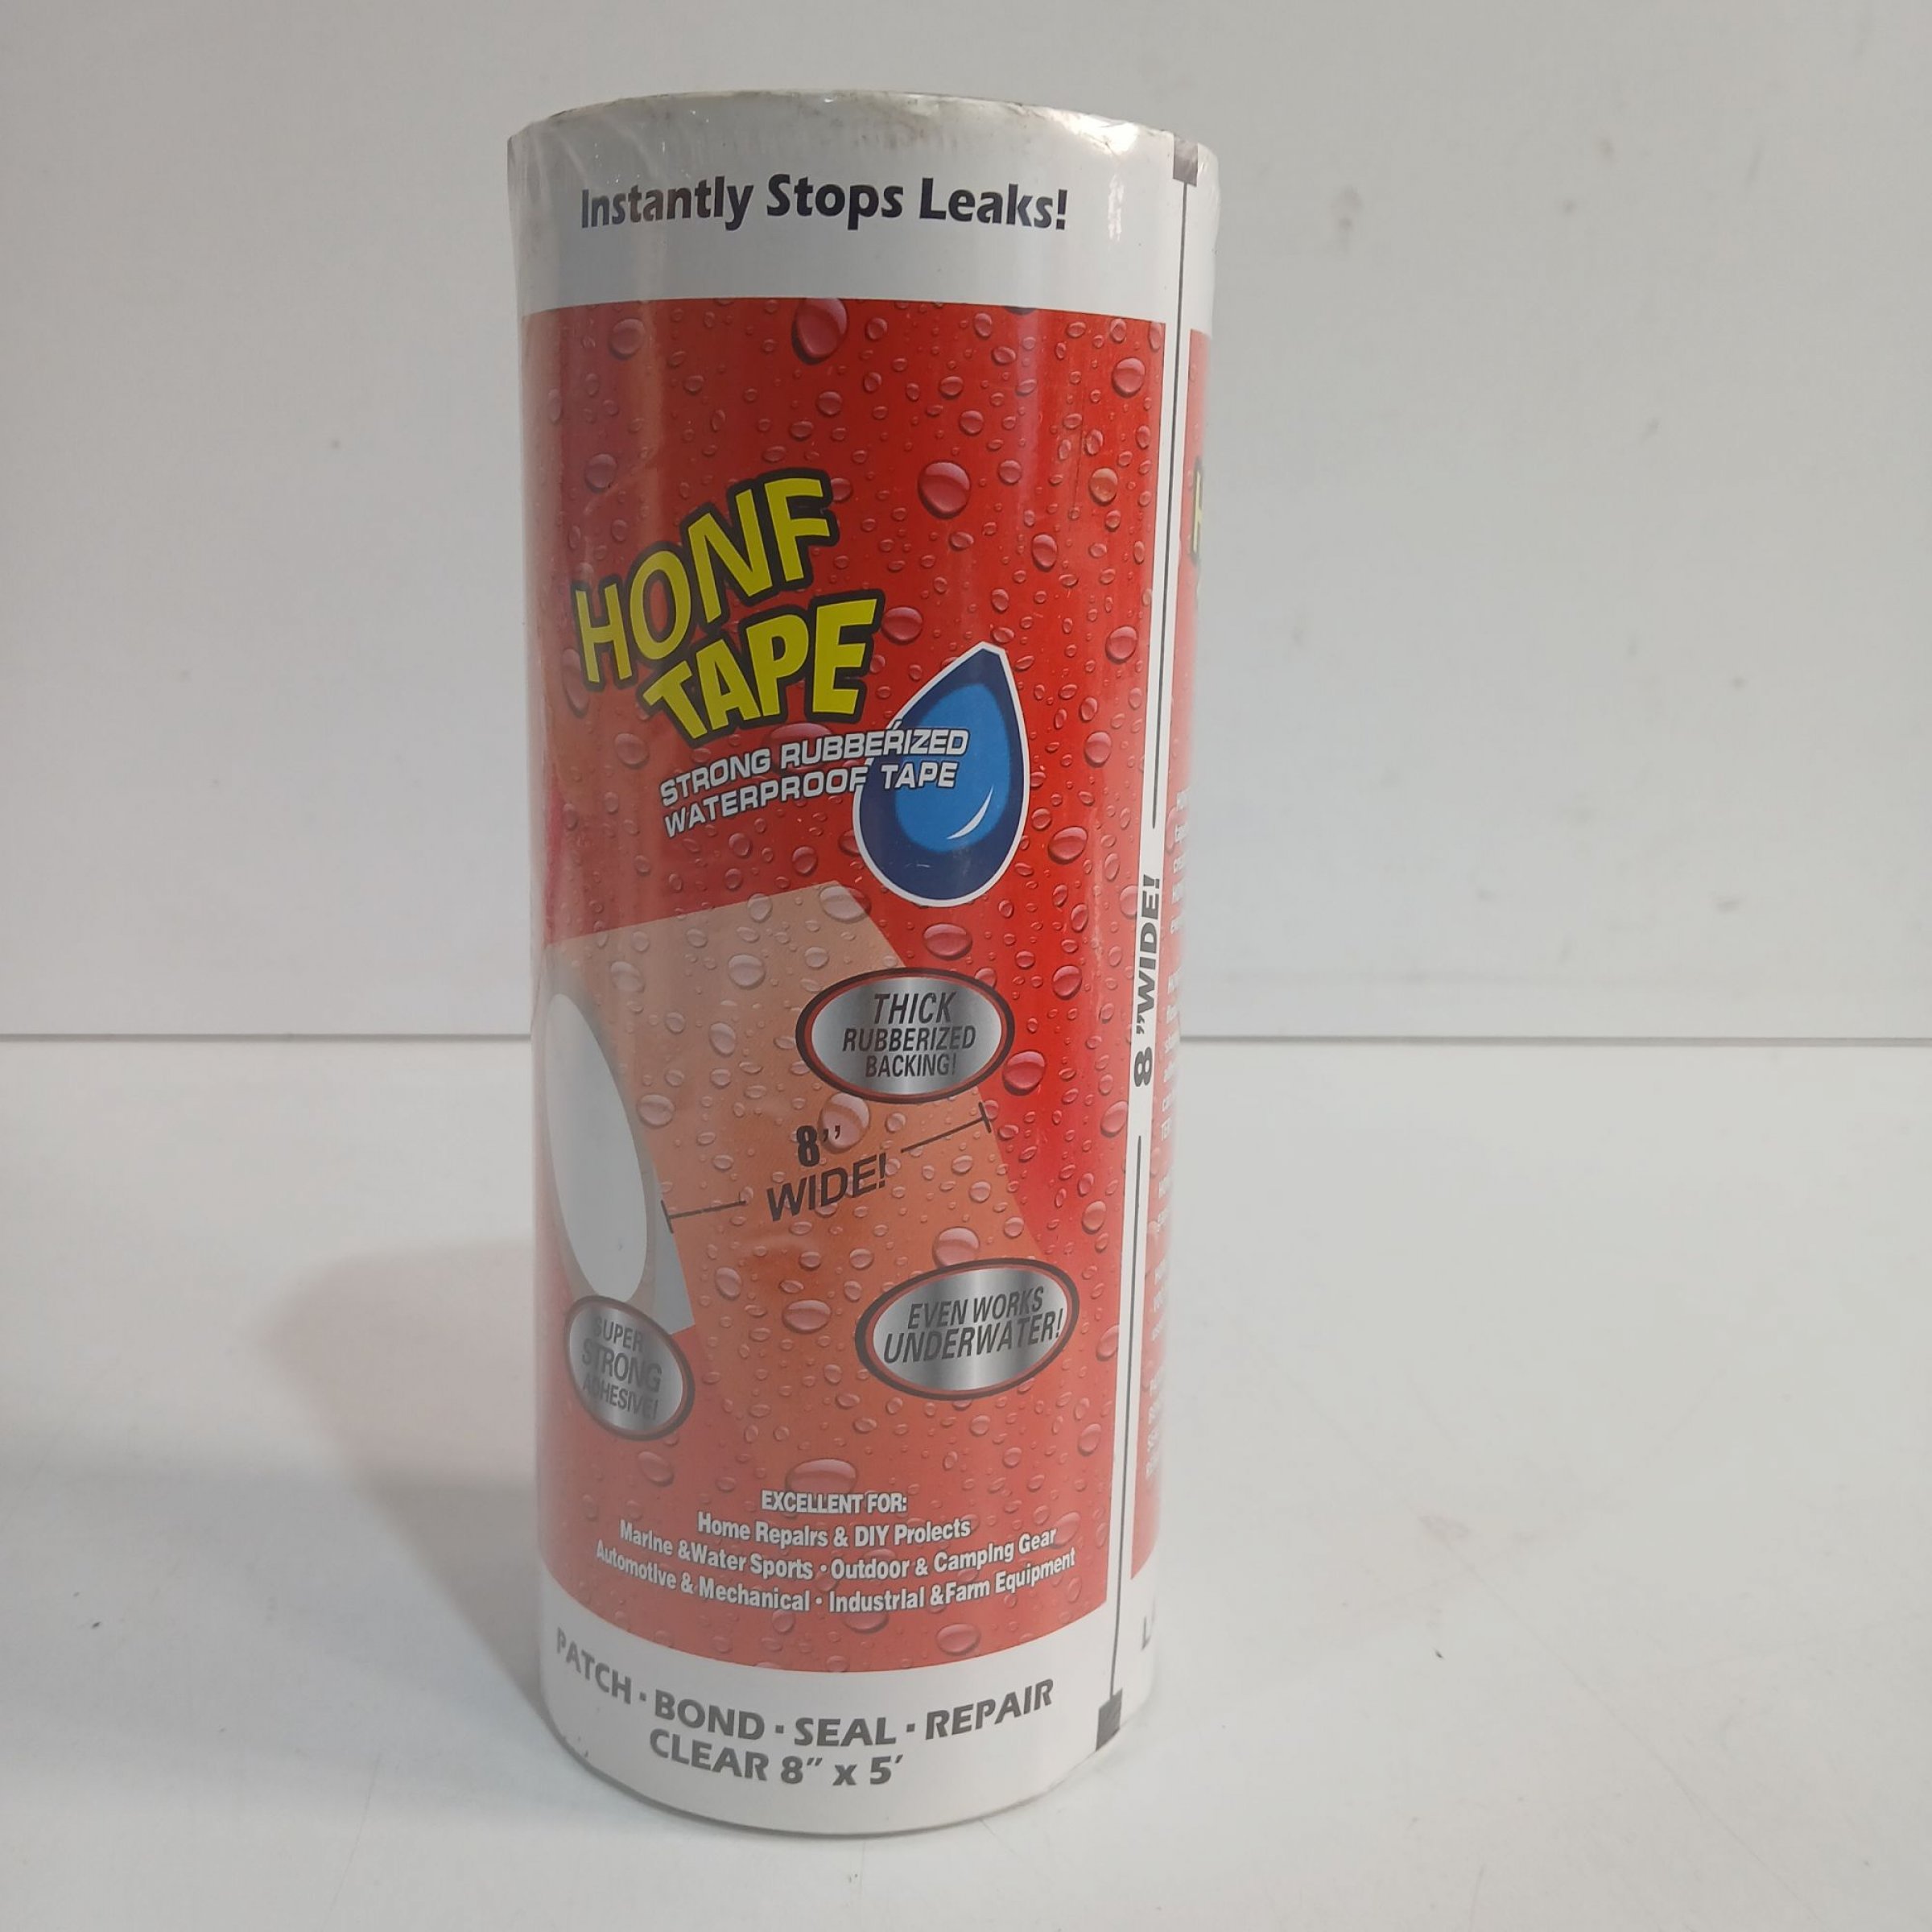 Instantly Stops Leaks!
HONF
TAPE
STRONG RUBBERIZED
WATERPROOF TAPE
THICK
RUBBERIZED
BACKING!
8"
WIDE!
EVEN WORKS
UNDERWATER!
SUPER
STRONG
ADHESIVE!
EXCELLENT FOR:
Home Repairs & DIY Prolects
Marine &Water Sports · Outdoor & Camping Gear
Automotive & Mechanical · Industrial &Farm Equipment
PATCH · BOND · SEAL · REPAIR
CLEAR 8" x 5'
8 "WIDE!